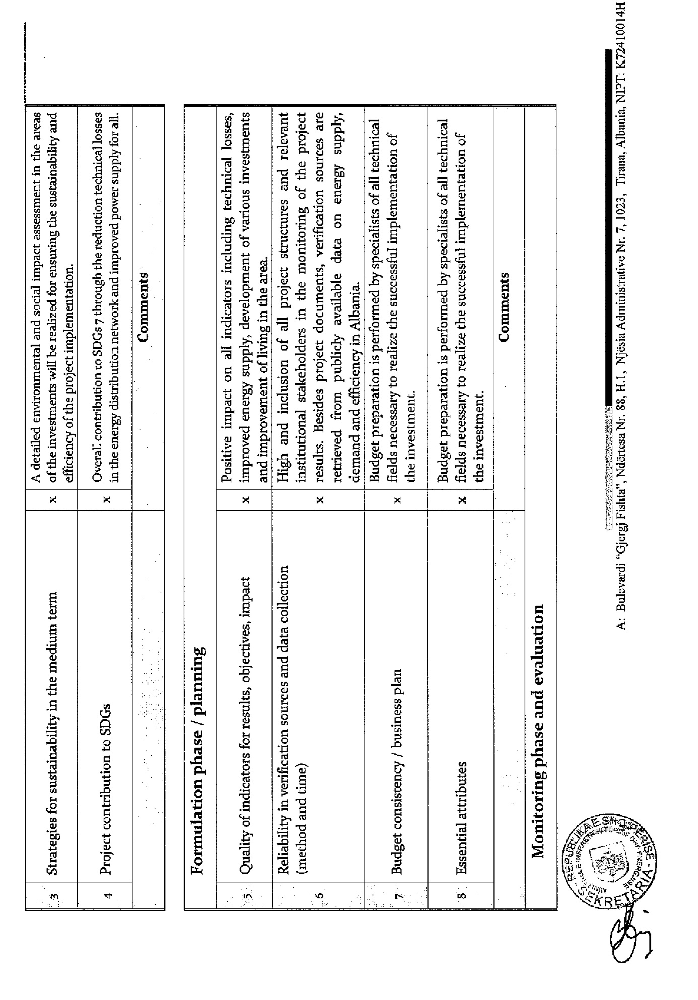 3
Strategies for sustainability in the medium term
x
A detailed environmental and social impact assessment in the areas
of the investments will be realized for ensuring the sustainability and
efficiency of the project implementation.
4
Project contribution to SDGs
x
Overall contribution to SDGs 7 through the reduction technical losses
in the energy distribution network and improved power supply for all.
Comments
Formulation phase / planning
5
Quality of indicators for results, objectives, impact
x
Positive impact on all indicators including technical losses,
improved energy supply, development of various investments
and improvement of living in the area.
6
Reliability in verification sources and data collection
(method and time)
x
High and inclusion of all project structures and relevant
institutional stakeholders in the monitoring of the project
results. Besides project documents, verification sources are
retrieved from publicly available data on energy supply,
demand and efficiency in Albania.
7
Budget consistency / business plan
x
Budget preparation is performed by specialists of all technical
fields necessary to realize the successful implementation of
the investment.
8
Essential attributes
x
Budget preparation is performed by specialists of all technical
fields necessary to realize the successful implementation of
the investment.
Comments
Monitoring phase and evaluation
- REPUBLIKA E SHQIPERISE -
SEKRETARIA
A: Bulevardi “Gjergj Fishta”, Ndërtesa Nr. 88, H.1, Njësia Administrative Nr. 7, 1023, Tirana, Albania, NIPT: K72410014H